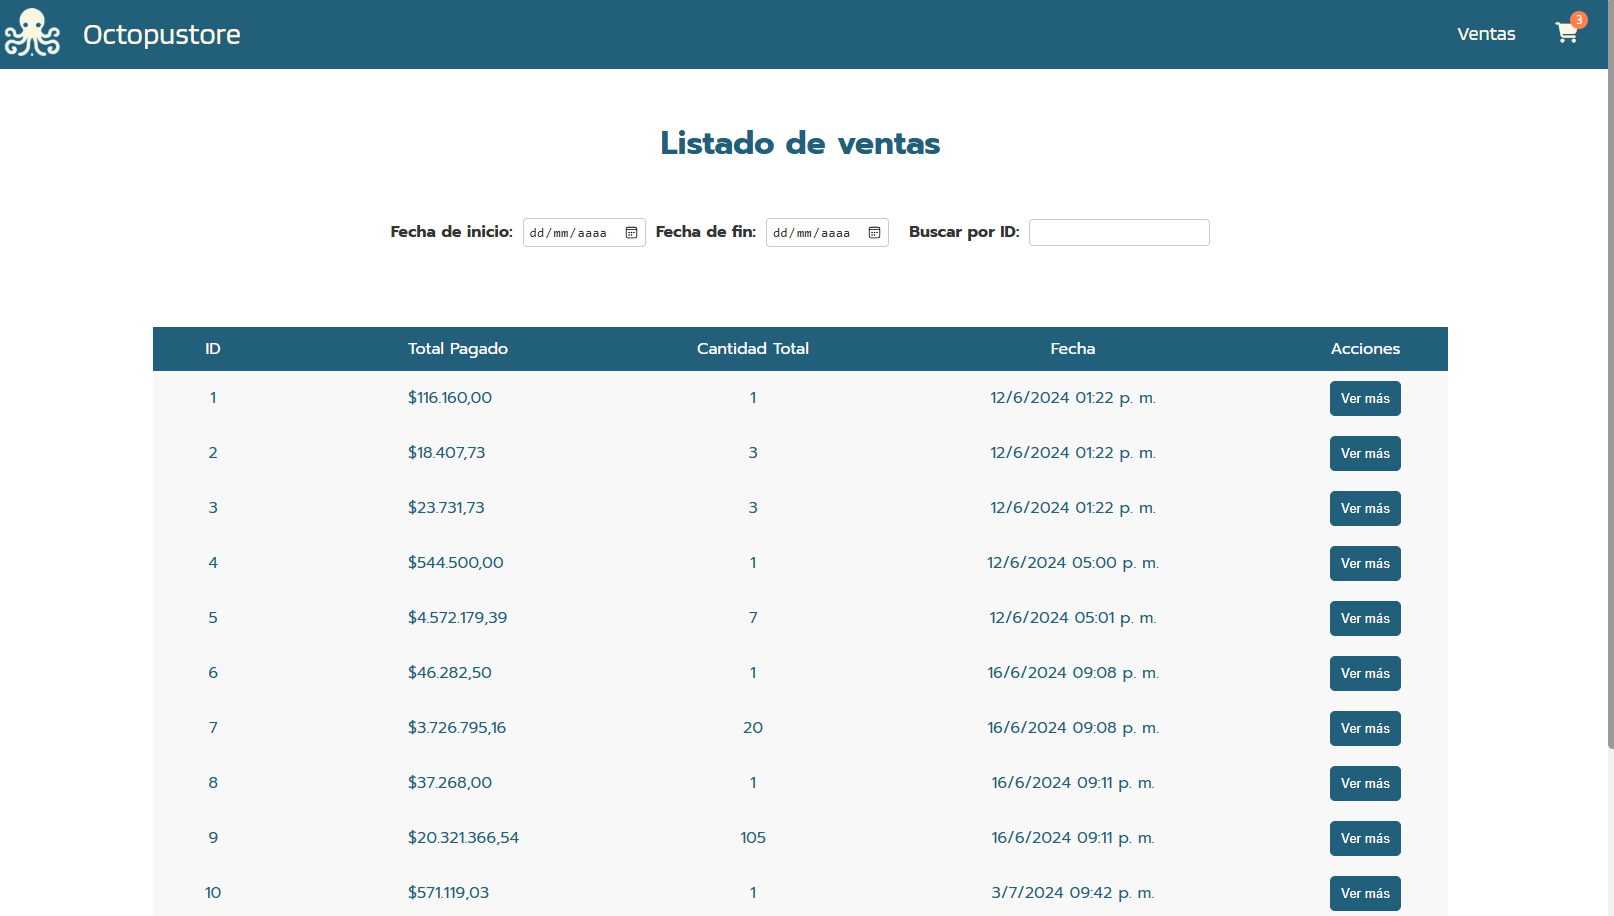 Octopustore
Ventas
3
Listado de ventas
Fecha de inicio: dd/mm/aaaa Fecha de fin: dd/mm/aaaa Buscar por ID:
ID Total Pagado Cantidad Total Fecha Acciones
1 $116.160,00 1 12/6/2024 01:22 p. m. Ver más
2 $18.407,73 3 12/6/2024 01:22 p. m. Ver más
3 $23.731,73 3 12/6/2024 01:22 p. m. Ver más
4 $544.500,00 1 12/6/2024 05:00 p. m. Ver más
5 $4.572.179,39 7 12/6/2024 05:01 p. m. Ver más
6 $46.282,50 1 16/6/2024 09:08 p. m. Ver más
7 $3.726.795,16 20 16/6/2024 09:08 p. m. Ver más
8 $37.268,00 1 16/6/2024 09:11 p. m. Ver más
9 $20.321.366,54 105 16/6/2024 09:11 p. m. Ver más
10 $571.119,03 1 3/7/2024 09:42 p. m. Ver más